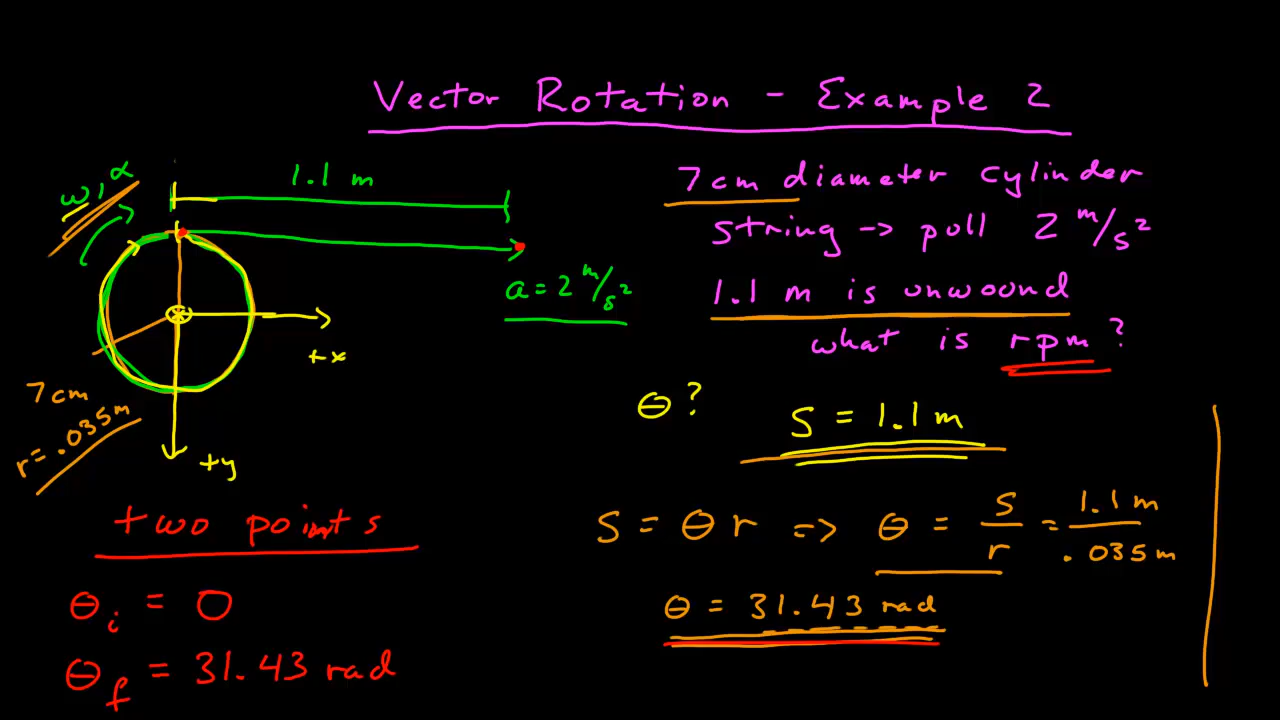 Vector Rotation - Example 2
7cm diameter cylinder
string → poll 2 m/s²
1.1 m is unwound
what is rpm?
ω, α
1.1 m
a = 2 m/s²
+x
+y
7cm
r = .035 m
two points
θi = 0
θf = 31.43 rad
θ?
S = 1.1 m
S = θ r => θ = S/r = 1.1 m/.035 m
θ = 31.43 rad